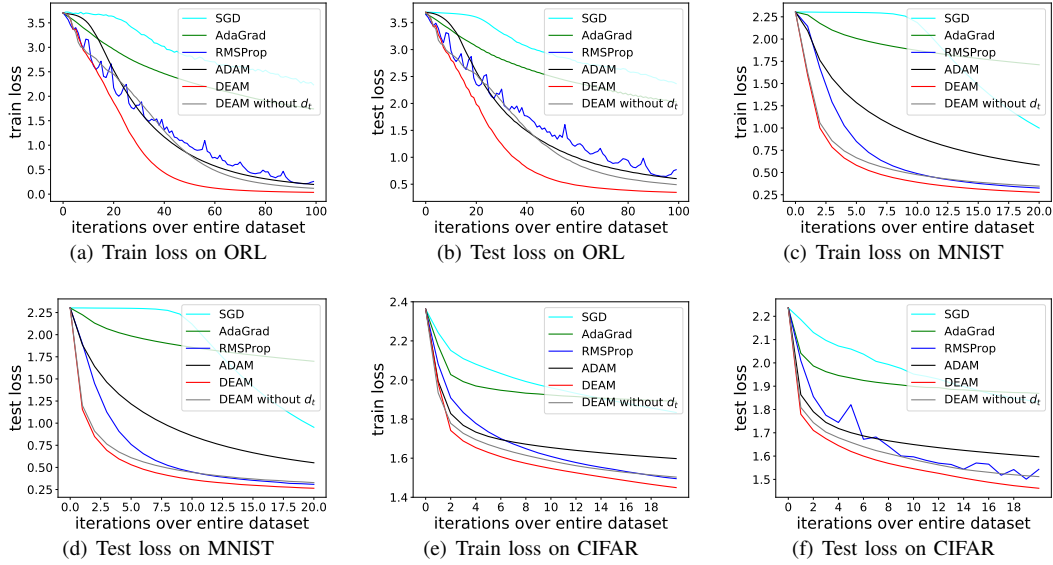 3.5
3.0
2.5
2.0
1.5
1.0
0.5
0.0
train loss
SGD
AdaGrad
RMSProp
ADAM
DEAM
DEAM without d_t
0 20 40 60 80 100
iterions over entire dataset
(a) Train loss on ORL
3.5
3.0
2.5
2.0
1.5
1.0
0.5
test loss
SGD
AdaGrad
RMSProp
ADAM
DEAM
DEAM without d_t
0 20 40 60 80 100
iterions over entire dataset
(b) Test loss on ORL
2.25
2.00
1.75
1.50
1.25
1.00
0.75
0.50
0.25
train loss
SGD
AdaGrad
RMSProp
ADAM
DEAM
DEAM without d_t
0.0 2.5 5.0 7.5 10.0 12.5 15.0 17.5 20.0
iterions over entire dataset
(c) Train loss on MNIST
2.25
2.00
1.75
1.50
1.25
1.00
0.75
0.50
0.25
test loss
SGD
AdaGrad
RMSProp
ADAM
DEAM
DEAM without d_t
0.0 2.5 5.0 7.5 10.0 12.5 15.0 17.5 20.0
iterions over entire dataset
(d) Test loss on MNIST
2.4
2.2
2.0
1.8
1.6
1.4
train loss
SGD
AdaGrad
RMSProp
ADAM
DEAM
DEAM without d_t
0 2 4 6 8 10 12 14 16 18
iterions over entire dataset
(e) Train loss on CIFAR
2.2
2.1
2.0
1.9
1.8
1.7
1.6
1.5
test loss
SGD
AdaGrad
RMSProp
ADAM
DEAM
DEAM without d_t
0 2 4 6 8 10 12 14 16 18
iterions over entire dataset
(f) Test loss on CIFAR